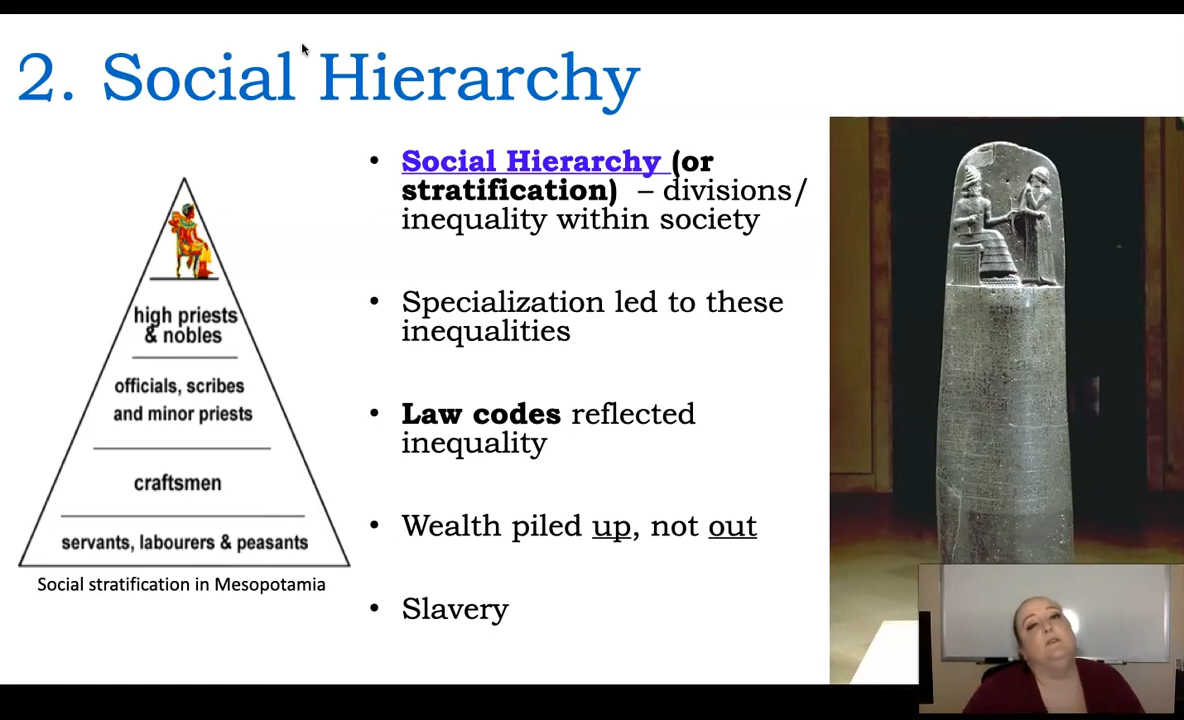 2. Social Hierarchy
high priests
& nobles
officials, scribes
and minor priests
craftsmen
servants, labourers & peasants
Social stratification in Mesopotamia
• Social Hierarchy (or
stratification) – divisions/
inequality within society
• Specialization led to these
inequalities
• Law codes reflected
inequality
• Wealth piled up, not out
• Slavery